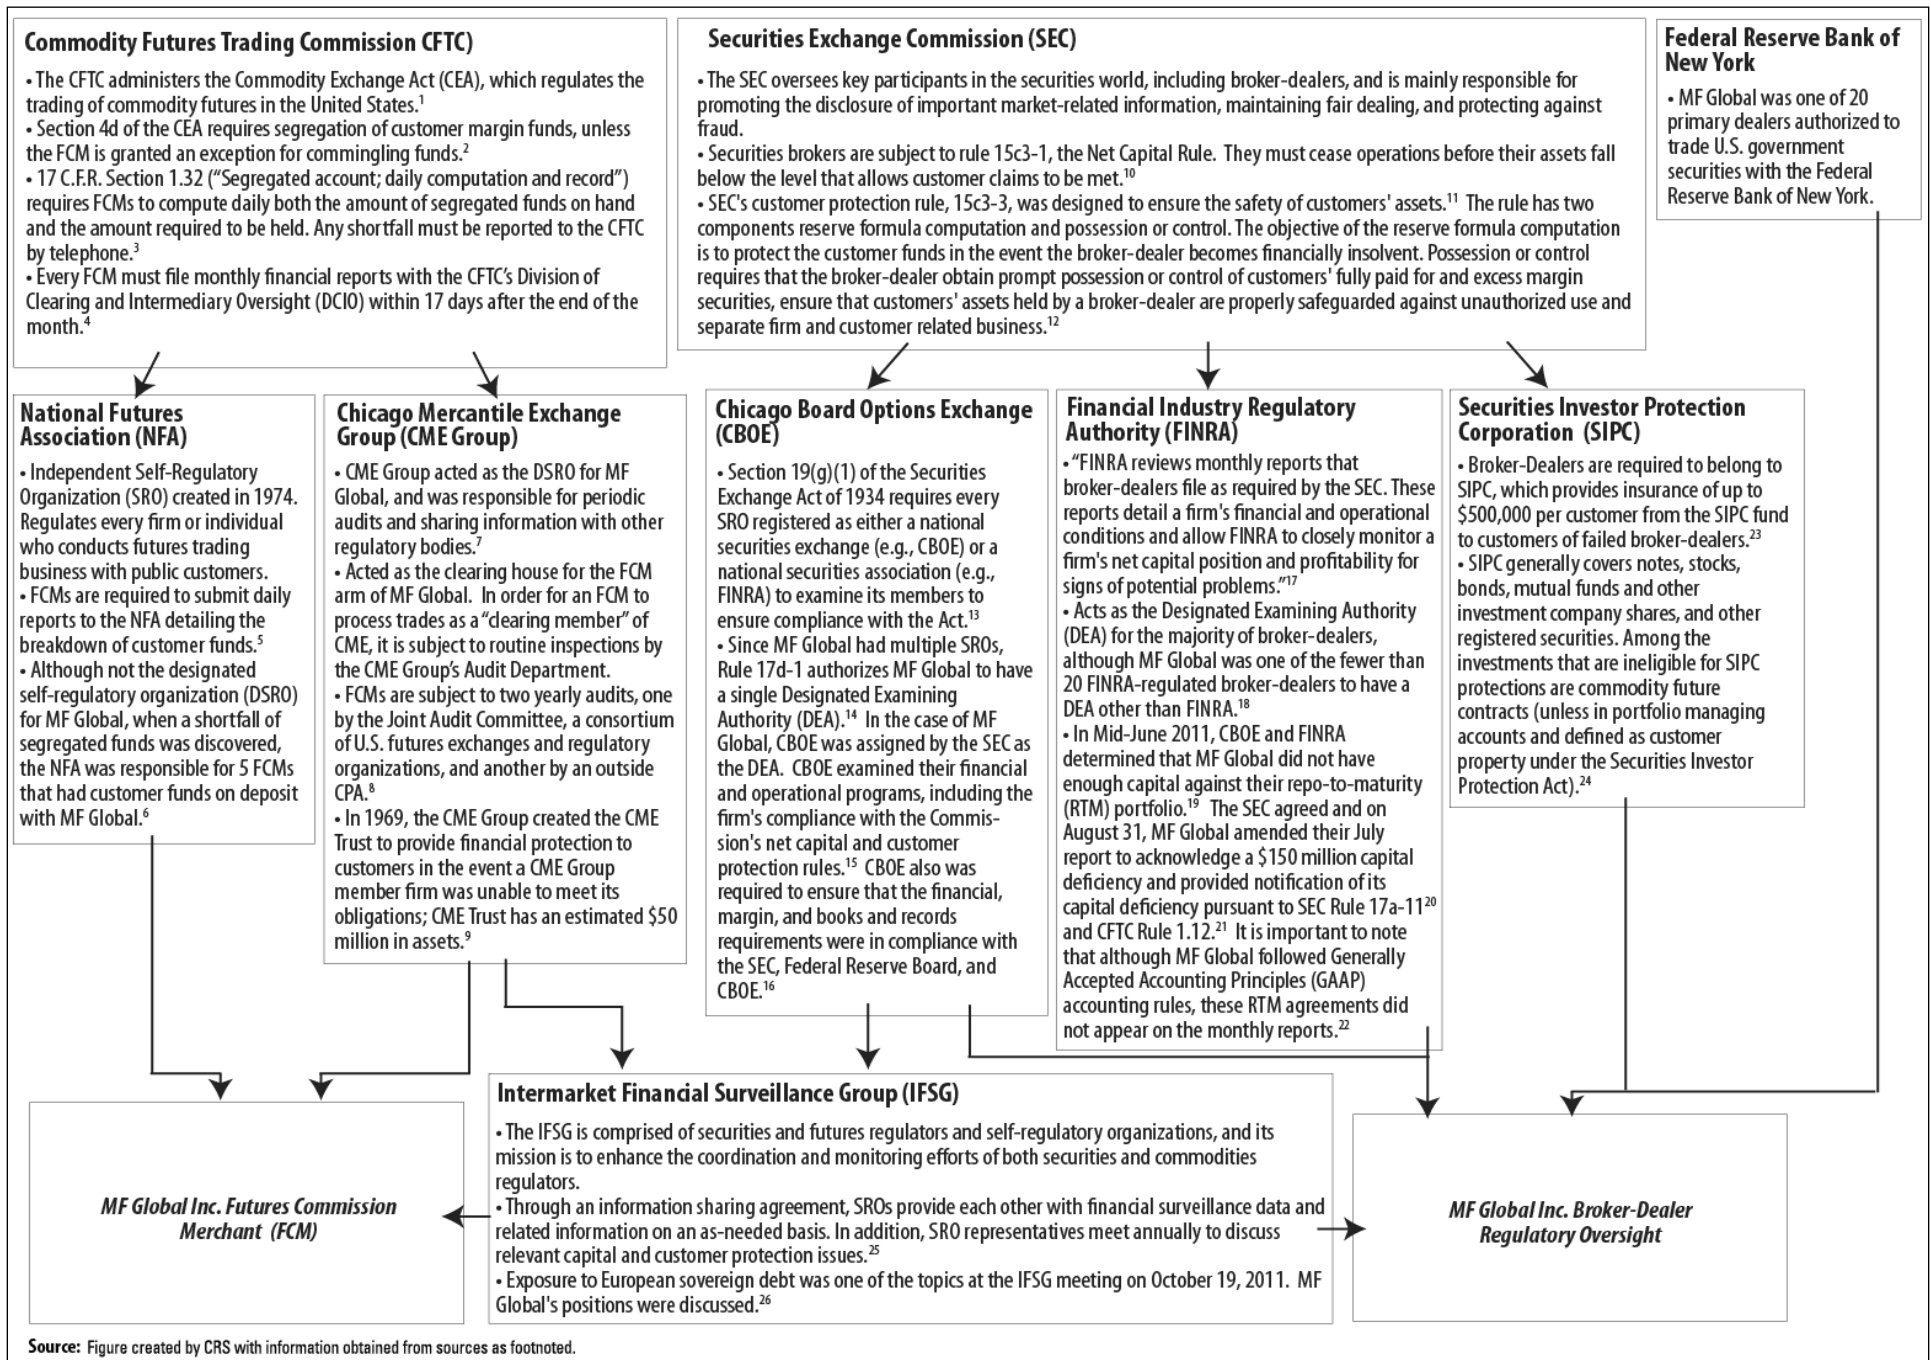 Commodity Futures Trading Commission CFTC)
• The CFTC administers the Commodity Exchange Act (CEA), which regulates the
trading of commodity futures in the United States.1
• Section 4d of the CEA requires segregation of customer margin funds, unless
the FCM is granted an exception for commingling funds.2
• 17 C.F.R. Section 1.32 (“Segregated account; daily computation and record”)
requires FCMs to compute daily both the amount of segregated funds on hand
and the amount required to be held. Any shortfall must be reported to the CFTC
by telephone.3
• Every FCM must file monthly financial reports with the CFTC’s Division of
Clearing and Intermediary Oversight (DCIO) within 17 days after the end of the
month.4
Securities Exchange Commission (SEC)
• The SEC oversees key participants in the securities world, including broker-dealers, and is mainly responsible for
promoting the disclosure of important market-related information, maintaining fair dealing, and protecting against
fraud.
• Securities brokers are subject to rule 15c3-1, the Net Capital Rule. They must cease operations before their assets fall
below the level that allows customer claims to be met.10
• SEC's customer protection rule, 15c3-3, was designed to ensure the safety of customers' assets.11 The rule has two
components reserve formula computation and possession or control. The objective of the reserve formula computation
is to protect the customer funds in the event the broker-dealer becomes financially insolvent. Possession or control
requires that the broker-dealer obtain prompt possession or control of customers' fully paid for and excess margin
securities, ensure that customers' assets held by a broker-dealer are properly safeguarded against unauthorized use and
separate firm and customer related business.12
Federal Reserve Bank of
New York
• MF Global was one of 20
primary dealers authorized to
trade U.S. government
securities with the Federal
Reserve Bank of New York.
National Futures
Association (NFA)
• Independent Self-Regulatory
Organization (SRO) created in 1974.
Regulates every firm or individual
who conducts futures trading
business with public customers.
• FCMs are required to submit daily
reports to the NFA detailing the
breakdown of customer funds.5
• Although not the designated
self-regulatory organization (DSRO)
for MF Global, when a shortfall of
segregated funds was discovered,
the NFA was responsible for 5 FCMs
that had customer funds on deposit
with MF Global.6
Chicago Mercantile Exchange
Group (CME Group)
• CME Group acted as the DSRO for MF
Global, and was responsible for periodic
audits and sharing information with other
regulatory bodies.7
• Acted as the clearing house for the FCM
arm of MF Global. In order for an FCM to
process trades as a “clearing member” of
CME, it is subject to routine inspections by
the CME Group’s Audit Department.
• FCMs are subject to two yearly audits, one
by the Joint Audit Committee, a consortium
of U.S. futures exchanges and regulatory
organizations, and another by an outside
CPA.8
• In 1969, the CME Group created the CME
Trust to provide financial protection to
customers in the event a CME Group
member firm was unable to meet its
obligations; CME Trust has an estimated $50
million in assets.9
Chicago Board Options Exchange
(CBOE)
• Section 19(g)(1) of the Securities
Exchange Act of 1934 requires every
SRO registered as either a national
securities exchange (e.g., CBOE) or a
national securities association (e.g.,
FINRA) to examine its members to
ensure compliance with the Act.13
• Since MF Global had multiple SROs,
Rule 17d-1 authorizes MF Global to have
a single Designated Examining
Authority (DEA).14 In the case of MF
Global, CBOE was assigned by the SEC as
the DEA. CBOE examined their financial
and operational programs, including the
firm's compliance with the Commis-
sion's net capital and customer
protection rules.15 CBOE also was
required to ensure that the financial,
margin, and books and records
requirements were in compliance with
the SEC, Federal Reserve Board, and
CBOE.16
Financial Industry Regulatory
Authority (FINRA)
• “FINRA reviews monthly reports that
broker-dealers file as required by the SEC. These
reports detail a firm's financial and operational
conditions and allow FINRA to closely monitor a
firm's net capital position and profitability for
signs of potential problems.”17
• Acts as the Designated Examining Authority
(DEA) for the majority of broker-dealers,
although MF Global was one of the fewer than
20 FINRA-regulated broker-dealers to have a
DEA other than FINRA.18
• In Mid-June 2011, CBOE and FINRA
determined that MF Global did not have
enough capital against their repo-to-maturity
(RTM) portfolio.19 The SEC agreed and on
August 31, MF Global amended their July
report to acknowledge a $150 million capital
deficiency and provided notification of its
capital deficiency pursuant to SEC Rule 17a-1120
and CFTC Rule 1.12.21 It is important to note
that although MF Global followed Generally
Accepted Accounting Principles (GAAP)
accounting rules, these RTM agreements did
not appear on the monthly reports.22
Securities Investor Protection
Corporation (SIPC)
• Broker-Dealers are required to belong to
SIPC, which provides insurance of up to
$500,000 per customer from the SIPC fund
to customers of failed broker-dealers.23
• SIPC generally covers notes, stocks,
bonds, mutual funds and other
investment company shares, and other
registered securities. Among the
investments that are ineligible for SIPC
protections are commodity future
contracts (unless in portfolio managing
accounts and defined as customer
property under the Securities Investor
Protection Act).24
MF Global Inc. Futures Commission
Merchant (FCM)
Intermarket Financial Surveillance Group (IFSG)
• The IFSG is comprised of securities and futures regulators and self-regulatory organizations, and its
mission is to enhance the coordination and monitoring efforts of both securities and commodities
regulators.
• Through an information sharing agreement, SROs provide each other with financial surveillance data and
related information on an as-needed basis. In addition, SRO representatives meet annually to discuss
relevant capital and customer protection issues.25
• Exposure to European sovereign debt was one of the topics at the IFSG meeting on October 19, 2011. MF
Global's positions were discussed.26
MF Global Inc. Broker-Dealer
Regulatory Oversight
Source: Figure created by CRS with information obtained from sources as footnoted.